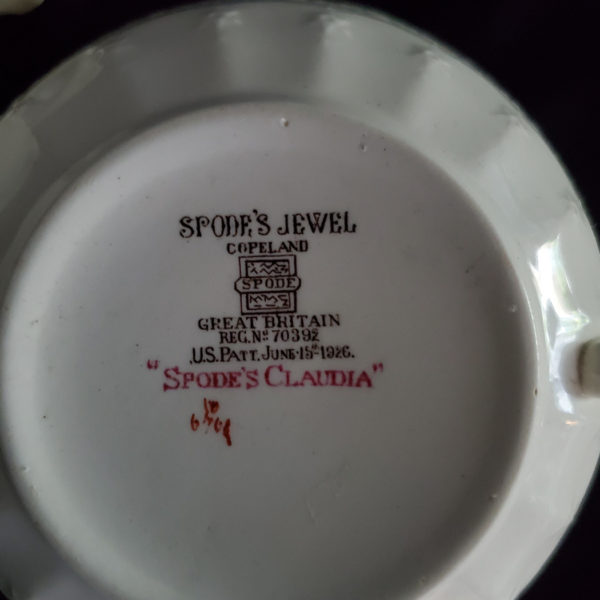 SPODE'S JEWEL
COPELAND
SPODE
GREAT BRITAIN
REG. No 70392
U.S. PATT. JUNE 15th 1926.
"SPODE'S CLAUDIA"